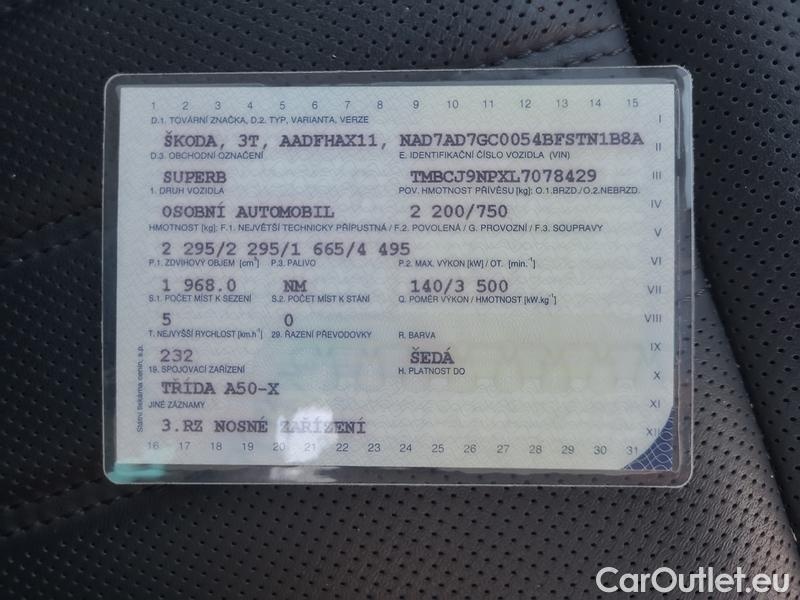 1 2 3 4 5 6 7 8 9 10 11 12 13 14 15
D.1. TOVÁRNÍ ZNAČKA, D.2. TYP, VARIANTA, VERZE
I
ŠKODA, 3T, AADFHAX11, NAD7AD7GC0054BFSTN1B8A
II
D.3. OBCHODNÍ OZNAČENÍ E. IDENTIFIKAČNÍ ČÍSLO VOZIDLA (VIN)
SUPERB TMBCJ9NPXL7078429
III
1. DRUH VOZIDLA POV. HMOTNOST PŘÍVĚSU [kg]: O.1.BRZD./O.2.NEBRZD.
OSOBNÍ AUTOMOBIL 2 200/750
IV
HMOTNOST [kg]: F.1. NEJVĚTŠÍ TECHNICKY PŘÍPUSTNÁ / F.2. POVOLENÁ / G. PROVOZNÍ / F.3. SOUPRAVY
V
2 295/2 295/1 665/4 495
P.1. ZDVIHOVÝ OBJEM [cm³] P.3. PALIVO P.2. MAX. VÝKON [kW] / OT. [min.⁻¹]
VI
1 968.0 NM 140/3 500
VII
S.1. POČET MÍST K SEZENÍ S.2. POČET MÍST K STÁNÍ Q. POMĚR VÝKON / HMOTNOST [kW.kg⁻¹]
5 0
VIII
T. NEJVYŠŠÍ RYCHLOST [km.h⁻¹] 29. ŘAZENÍ PŘEVODOVKY R. BARVA
232 ŠEDÁ
IX
19. SPOJOVACÍ ZAŘÍZENÍ H. PLATNOST DO
X
TŘÍDA A50-X
JINÉ ZÁZNAMY
XI
3.RZ NOSNÉ ZAŘÍZENÍ
XII
16 17 18 19 20 21 22 23 24 25 26 27 28 29 30 31
Státní tiskárna cenin, s.p.
CarOutlet.eu